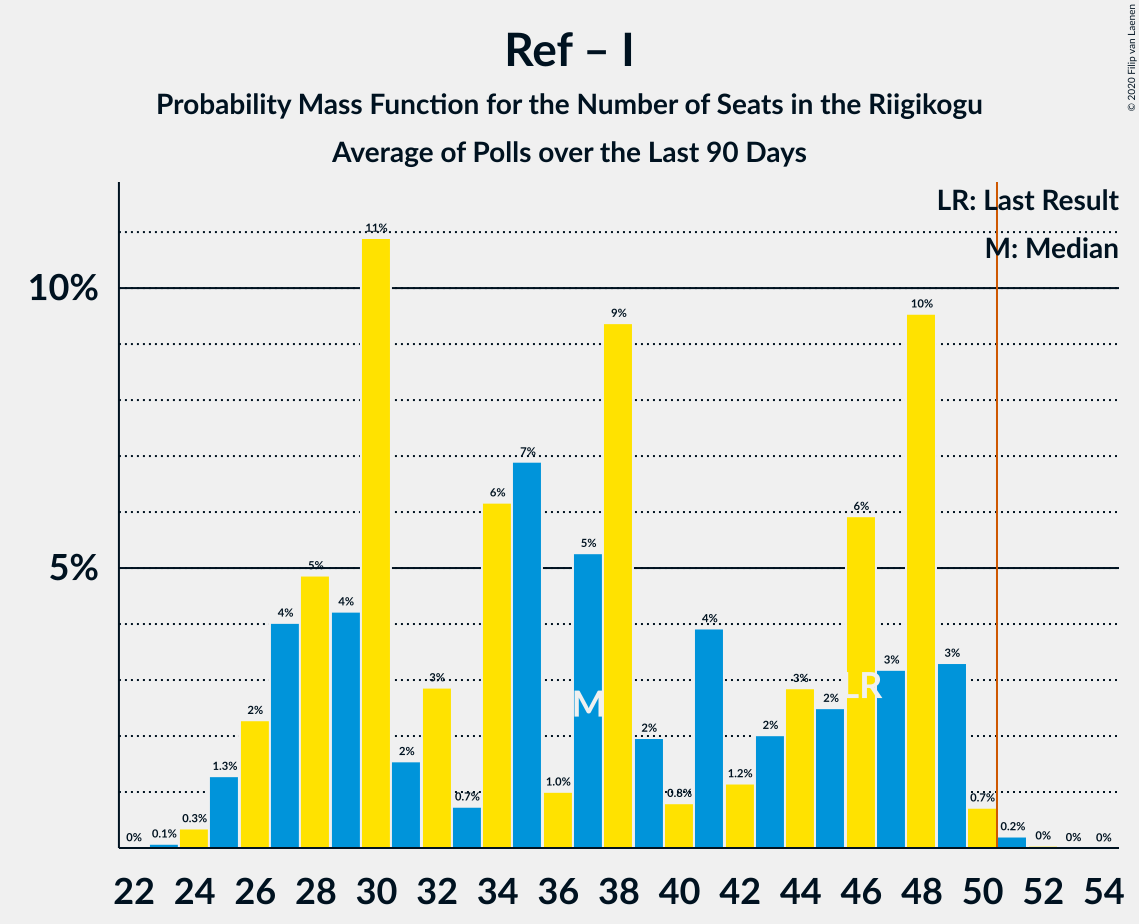 Ref – I
Probability Mass Function for the Number of Seats in the Riigikogu
Average of Polls over the Last 90 Days
© 2020 Filip van Laenen
LR: Last Result
M: Median
10%
5%
0% 0.1% 0.3% 1.3% 2% 4% 5% 4% 11% 2% 3% 0.7% 6% 7% 1.0% 5% 9% 2% 0.8% 4% 1.2% 2% 3% 2% 6% 3% 10% 3% 0.7% 0.2% 0% 0% 0%
M LR
22 24 26 28 30 32 34 36 38 40 42 44 46 48 50 52 54